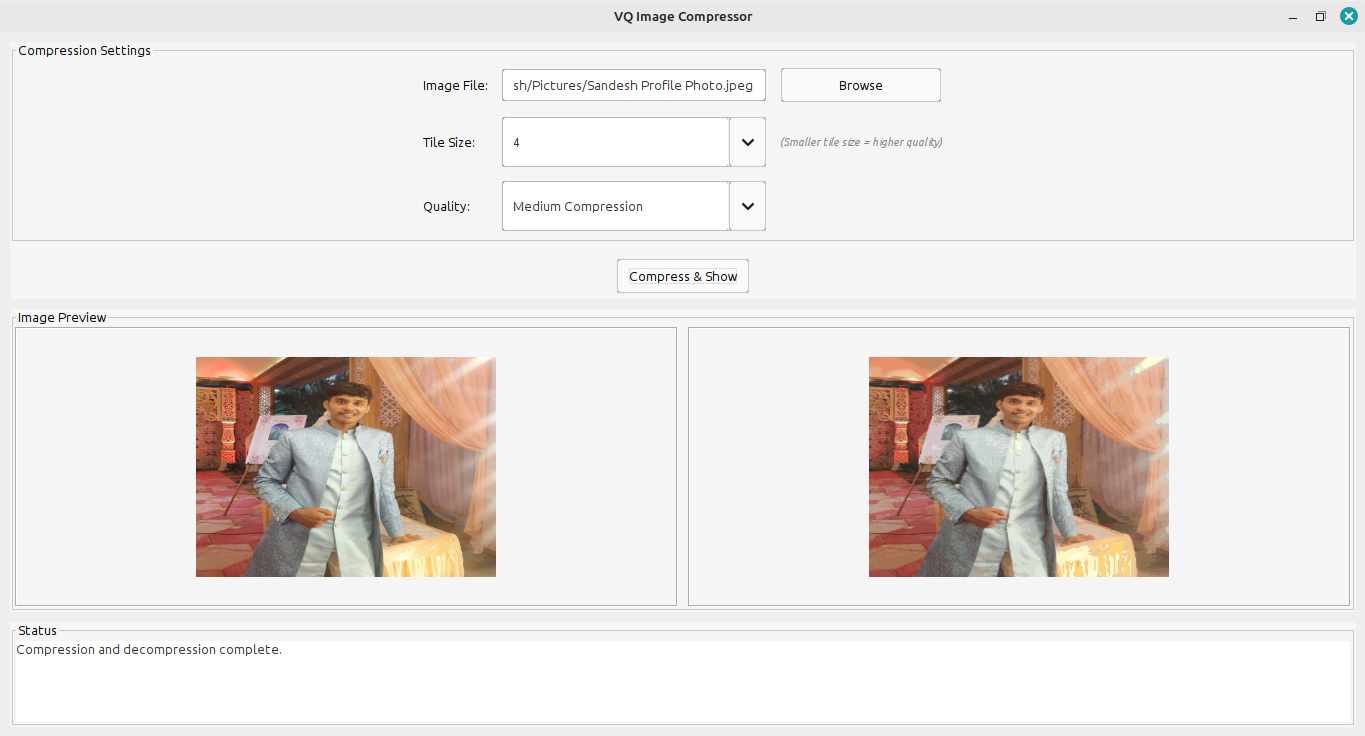 VQ Image Compressor
Compression Settings
Image File: sh/Pictures/Sandesh Profile Photo.jpeg Browse
Tile Size: 4 (Smaller tile size = higher quality)
Quality: Medium Compression
Compress & Show
Image Preview
Status
Compression and decompression complete.